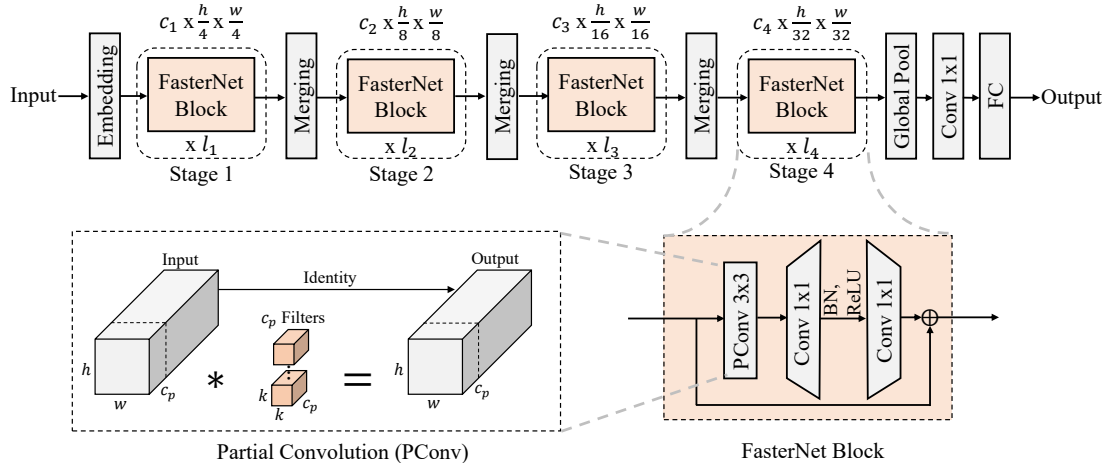 c₁ x h/4 x w/4
c₂ x h/8 x w/8
c₃ x h/16 x w/16
c₄ x h/32 x w/32
Input
Embedding
FasterNet
Block
x l₁
Stage 1
Merging
FasterNet
Block
x l₂
Stage 2
Merging
FasterNet
Block
x l₃
Stage 3
Merging
FasterNet
Block
x l₄
Stage 4
Global Pool
Conv 1x1
FC
Output
Input
Identity
Output
cₚ Filters
h
w
cₚ
*
k
k
cₚ
=
h
w
cₚ
Partial Convolution (PConv)
PConv 3x3
Conv 1x1
BN,
ReLU
Conv 1x1
FasterNet Block